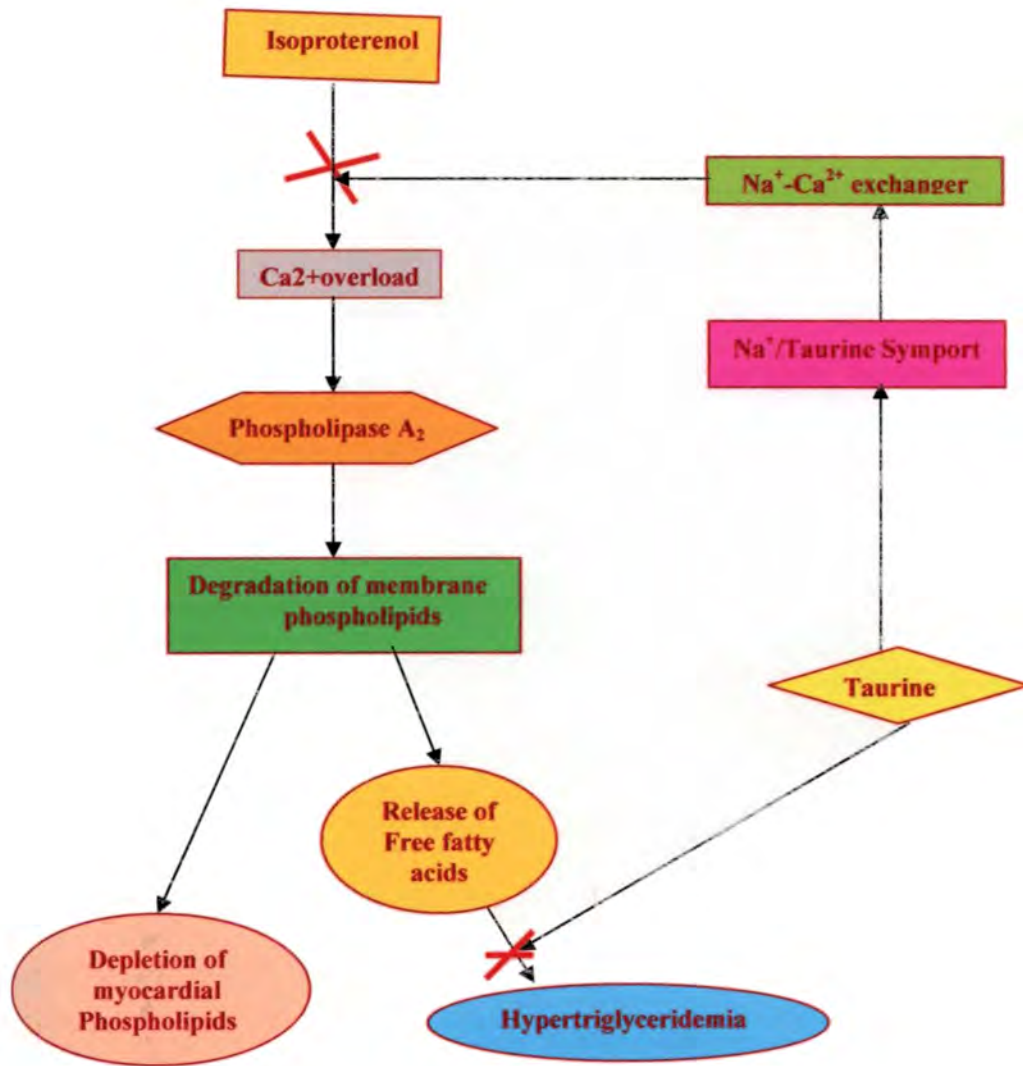 Isoproterenol
Na⁺-Ca²⁺ exchanger
Ca2+overload
Na⁺/Taurine Symport
Phospholipase A₂
Degradation of membrane
phospholipids
Taurine
Release of
Free fatty
acids
Depletion of
myocardial
Phospholipids
Hypertriglyceridemia